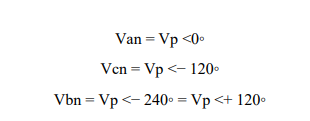 Van = Vp <0◦
Vcn = Vp <− 120◦
Vbn = Vp <− 240◦ = Vp <+ 120◦